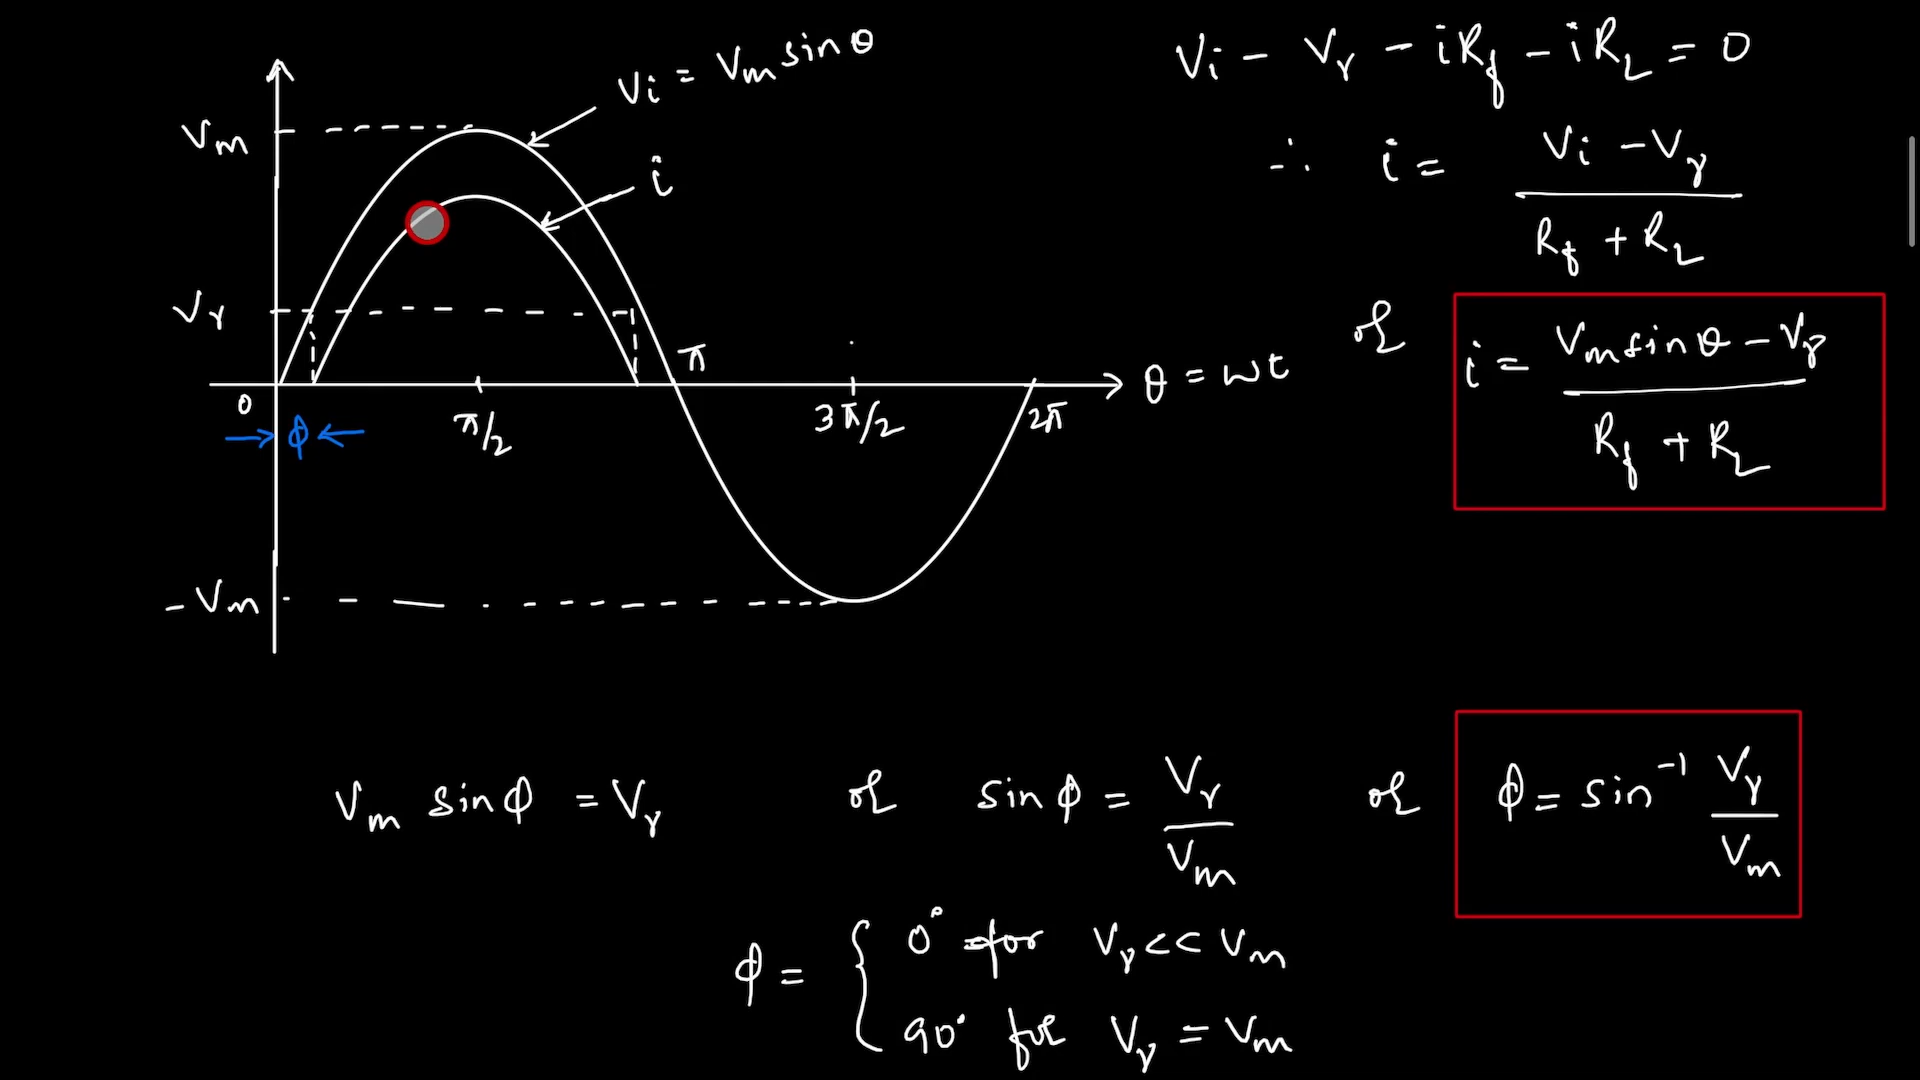 Vi = Vm sinθ
Vm
i
Vγ
π
θ = ωt
0
ϕ
π/2
3π/2
2π
-Vm
Vi - Vγ - iRf - iRL = 0
∴ i = Vi - Vγ
Rf + RL
or i = Vm sinθ - Vγ
Rf + RL
Vm sinϕ = Vγ or sinϕ = Vγ / Vm or ϕ = sin⁻¹ Vγ / Vm
ϕ = { 0° for Vγ << Vm
90° for Vγ = Vm